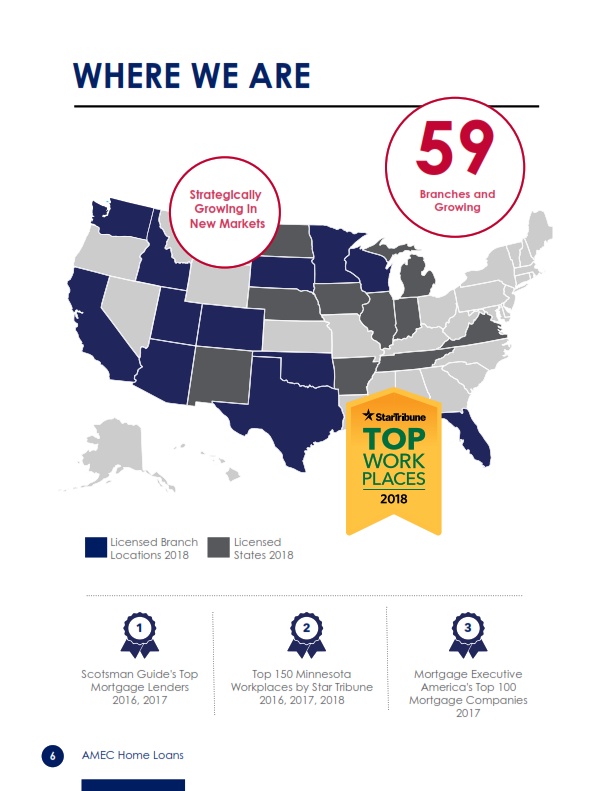 WHERE WE ARE
59
Branches and
Growing
Strategically
Growing In
New Markets
StarTribune
TOP
WORK
PLACES
2018
Licensed Branch
Locations 2018
Licensed
States 2018
1
Scotsman Guide's Top
Mortgage Lenders
2016, 2017
2
Top 150 Minnesota
Workplaces by Star Tribune
2016, 2017, 2018
3
Mortgage Executive
America's Top 100
Mortgage Companies
2017
6
AMEC Home Loans